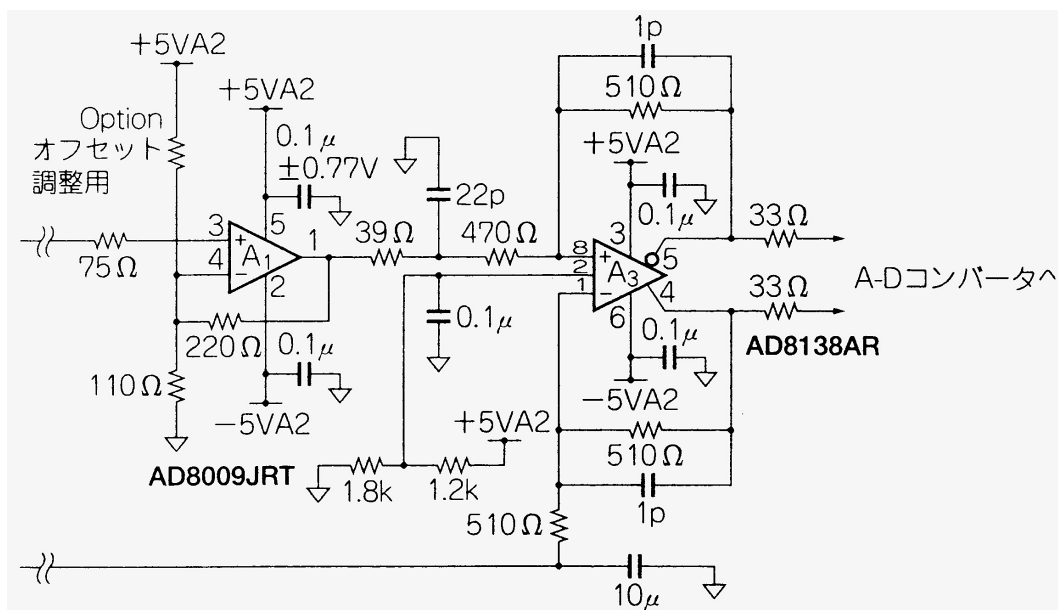 +5VA2
Option
オフセット
調整用
75Ω
+5VA2
0.1μ
±0.77V
3
4
+
−
A1
5
1
2
220Ω
110Ω
0.1μ
−5VA2
AD8009JRT
39Ω
22p
470Ω
0.1μ
1.8k
1.2k
+5VA2
1p
510Ω
+5VA2
0.1μ
8
2
1
+
−
A3
3
5
4
6
0.1μ
−5VA2
33Ω
33Ω
A-Dコンバータへ
AD8138AR
510Ω
1p
510Ω
10μ